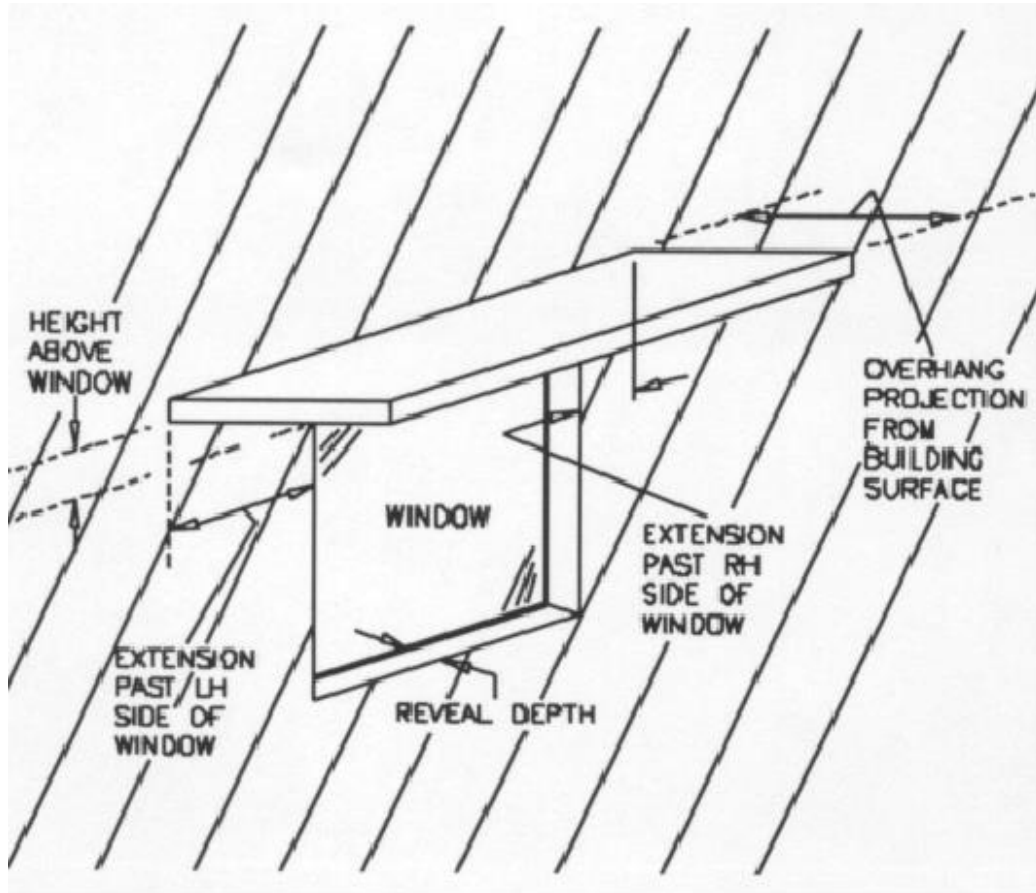 HEIGHT
ABOVE
WINDOW
OVERHANG
PROJECTION
FROM
BUILDING
SURFACE
WINDOW
EXTENSION
PAST RH
SIDE OF
WINDOW
EXTENSION
PAST LH
SIDE OF
WINDOW
REVEAL DEPTH